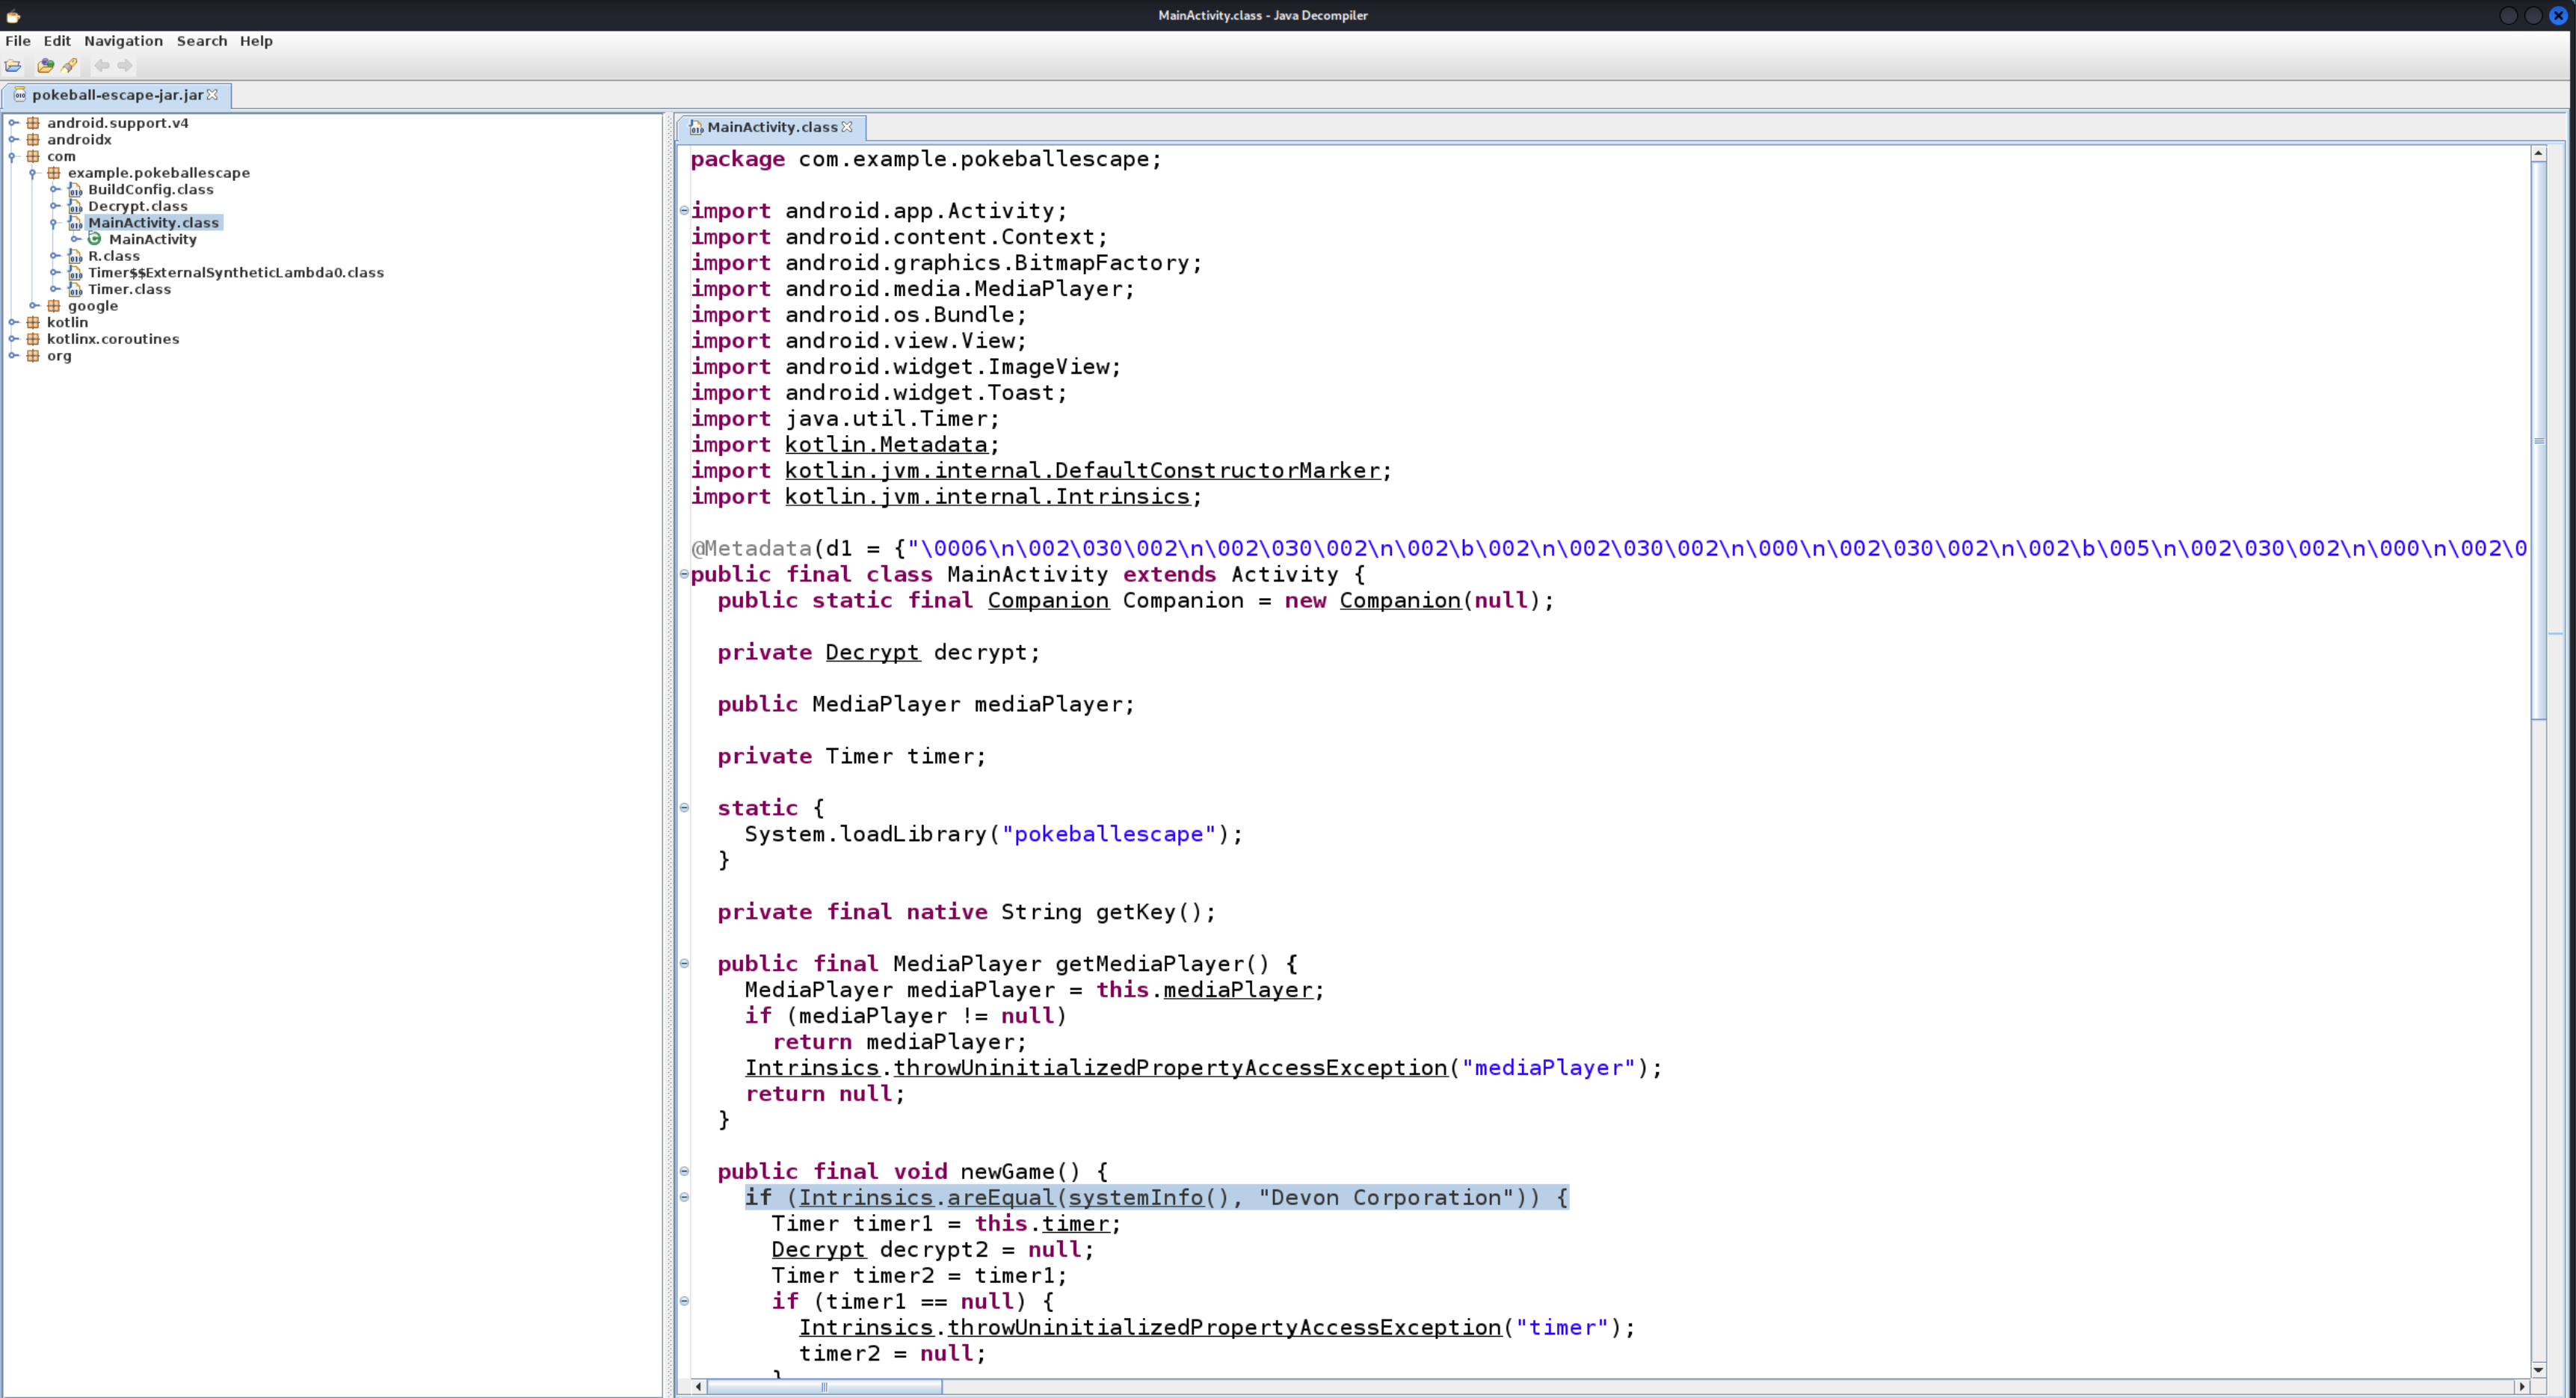 MainActivity.class - Java Decompiler
File Edit Navigation Search Help
pokeball-escape-jar.jar
android.support.v4
androidx
com
example.pokeballescape
BuildConfig.class
Decrypt.class
MainActivity.class
MainActivity
R.class
Timer$$ExternalSyntheticLambda0.class
Timer.class
google
kotlin
kotlinx.coroutines
org
MainActivity.class
package com.example.pokeballescape;
import android.app.Activity;
import android.content.Context;
import android.graphics.BitmapFactory;
import android.media.MediaPlayer;
import android.os.Bundle;
import android.view.View;
import android.widget.ImageView;
import android.widget.Toast;
import java.util.Timer;
import kotlin.Metadata;
import kotlin.jvm.internal.DefaultConstructorMarker;
import kotlin.jvm.internal.Intrinsics;
@Metadata(d1 = {"\0006\n\002\030\002\n\002\030\002\n\002\b\002\n\002\030\002\n\000\n\002\030\002\n\002\b\005\n\002\030\002\n\000\n\002\0
public final class MainActivity extends Activity {
public static final Companion Companion = new Companion(null);
private Decrypt decrypt;
public MediaPlayer mediaPlayer;
private Timer timer;
static {
System.loadLibrary("pokeballescape");
}
private final native String getKey();
public final MediaPlayer getMediaPlayer() {
MediaPlayer mediaPlayer = this.mediaPlayer;
if (mediaPlayer != null)
return mediaPlayer;
Intrinsics.throwUninitializedPropertyAccessException("mediaPlayer");
return null;
}
public final void newGame() {
if (Intrinsics.areEqual(systemInfo(), "Devon Corporation")) {
Timer timer1 = this.timer;
Decrypt decrypt2 = null;
Timer timer2 = timer1;
if (timer1 == null) {
Intrinsics.throwUninitializedPropertyAccessException("timer");
timer2 = null;
}